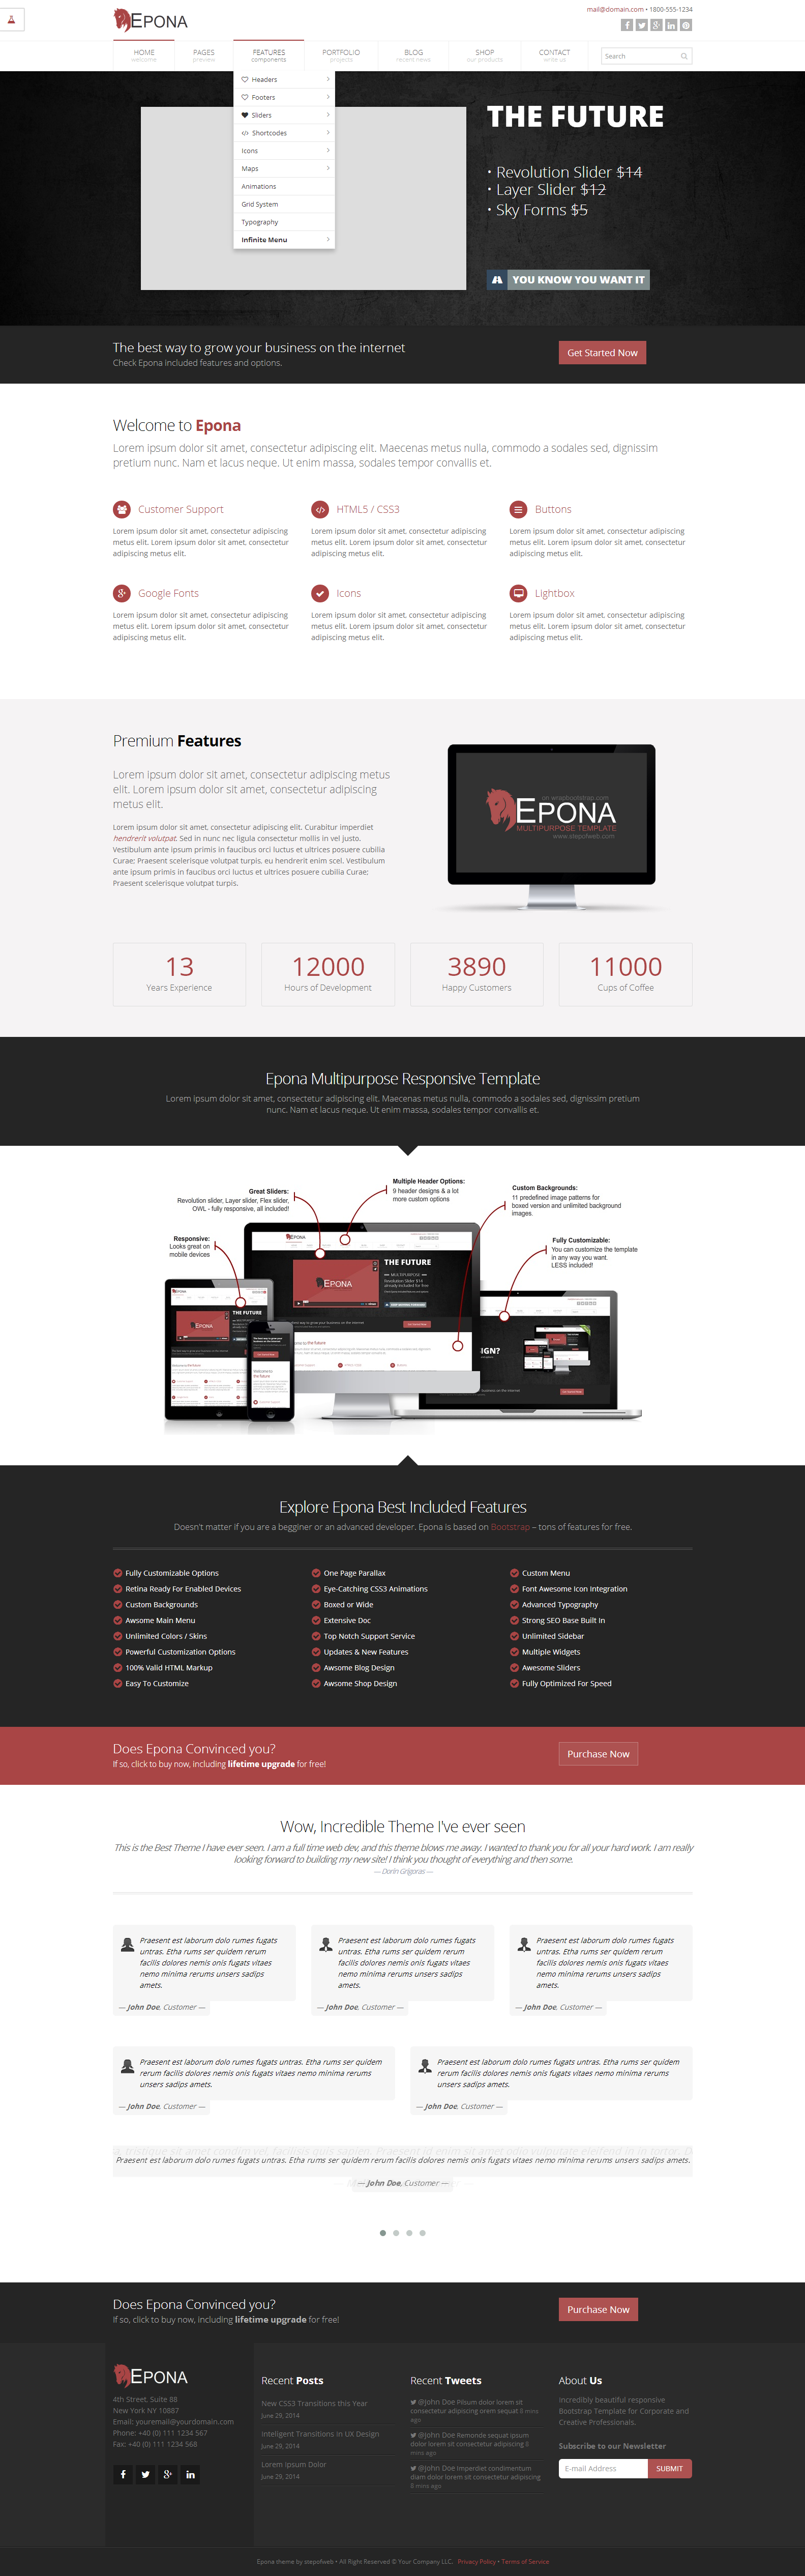 EPONA
mail@domain.com • 1800-555-1234
HOME
welcome
PAGES
preview
FEATURES
components
PORTFOLIO
projects
BLOG
recent news
SHOP
our products
CONTACT
write us
Search
Headers
Footers
Sliders
Shortcodes
Icons
Maps
Animations
Grid System
Typography
Infinite Menu
THE FUTURE
• Revolution Slider $14
• Layer Slider $12
• Sky Forms $5
YOU KNOW YOU WANT IT
The best way to grow your business on the internet
Check Epona included features and options.
Get Started Now
Welcome to Epona
Lorem ipsum dolor sit amet, consectetur adipiscing elit. Maecenas metus nulla, commodo a sodales sed, dignissim
pretium nunc. Nam et lacus neque. Ut enim massa, sodales tempor convallis et.
Customer Support
Lorem ipsum dolor sit amet, consectetur adipiscing
metus elit. Lorem ipsum dolor sit amet, consectetur
adipiscing metus elit.
HTML5 / CSS3
Lorem ipsum dolor sit amet, consectetur adipiscing
metus elit. Lorem ipsum dolor sit amet, consectetur
adipiscing metus elit.
Buttons
Lorem ipsum dolor sit amet, consectetur adipiscing
metus elit. Lorem ipsum dolor sit amet, consectetur
adipiscing metus elit.
Google Fonts
Lorem ipsum dolor sit amet, consectetur adipiscing
metus elit. Lorem ipsum dolor sit amet, consectetur
adipiscing metus elit.
Icons
Lorem ipsum dolor sit amet, consectetur adipiscing
metus elit. Lorem ipsum dolor sit amet, consectetur
adipiscing metus elit.
Lightbox
Lorem ipsum dolor sit amet, consectetur adipiscing
metus elit. Lorem ipsum dolor sit amet, consectetur
adipiscing metus elit.
Premium Features
Lorem ipsum dolor sit amet, consectetur adipiscing metus
elit. Lorem ipsum dolor sit amet, consectetur adipiscing
metus elit.
Lorem ipsum dolor sit amet, consectetur adipiscing elit. Curabitur imperdiet
hendrerit volutpat. Sed in nunc nec ligula consectetur mollis in vel justo.
Vestibulum ante ipsum primis in faucibus orci luctus et ultrices posuere cubilia
Curae; Praesent scelerisque volutpat turpis, eu hendrerit enim scel. Vestibulum
ante ipsum primis in faucibus orci luctus et ultrices posuere cubilia Curae;
Praesent scelerisque volutpat turpis.
on wrapbootstrap.com
EPONA
MULTIPURPOSE TEMPLATE
www.stepofweb.com
13
Years Experience
12000
Hours of Development
3890
Happy Customers
11000
Cups of Coffee
Epona Multipurpose Responsive Template
Lorem ipsum dolor sit amet, consectetur adipiscing elit. Maecenas metus nulla, commodo a sodales sed, dignissim pretium
nunc. Nam et lacus neque. Ut enim massa, sodales tempor convallis et.
Great Sliders:
Revolution slider, Layer slider, Flex slider,
OWL - fully responsive, all included!
Multiple Header Options:
9 header designs & a lot
more custom options
Custom Backgrounds:
11 predefined image patterns for
boxed version and unlimited background
images.
Responsive:
Looks great on
mobile devices
Fully Customizable:
You can customize the template
in any way you want.
LESS included!
EPONA
THE FUTURE
EPONA
THE FUTURE
Explore Epona Best Included Features
Doesn't matter if you are a begginer or an advanced developer. Epona is based on Bootstrap – tons of features for free.
Fully Customizable Options
Retina Ready For Enabled Devices
Custom Backgrounds
Awsome Main Menu
Unlimited Colors / Skins
Powerful Customization Options
100% Valid HTML Markup
Easy To Customize
One Page Parallax
Eye-Catching CSS3 Animations
Boxed or Wide
Extensive Doc
Top Notch Support Service
Updates & New Features
Awsome Blog Design
Awsome Shop Design
Custom Menu
Font Awesome Icon Integration
Advanced Typography
Strong SEO Base Built In
Unlimited Sidebar
Multiple Widgets
Awesome Sliders
Fully Optimized For Speed
Does Epona Convinced you?
If so, click to buy now, including lifetime upgrade for free!
Purchase Now
Wow, Incredible Theme I've ever seen
This is the Best Theme I have ever seen. I am a full time web dev, and this theme blows me away. I wanted to thank you for all your hard work. I am really
looking forward to building my new site! I think you thought of everything and then some.
— Dorin Grigoras —
Praesent est laborum dolo rumes fugats
untras. Etha rums ser quidem rerum
facilis dolores nemis onis fugats vitaes
nemo minima rerums unsers sadips
amets.
— John Doe, Customer —
Praesent est laborum dolo rumes fugats
untras. Etha rums ser quidem rerum
facilis dolores nemis onis fugats vitaes
nemo minima rerums unsers sadips
amets.
— John Doe, Customer —
Praesent est laborum dolo rumes fugats
untras. Etha rums ser quidem rerum
facilis dolores nemis onis fugats vitaes
nemo minima rerums unsers sadips
amets.
— John Doe, Customer —
Praesent est laborum dolo rumes fugats untras. Etha rums ser quidem
rerum facilis dolores nemis onis fugats vitaes nemo minima rerums
unsers sadips amets.
— John Doe, Customer —
Praesent est laborum dolo rumes fugats untras. Etha rums ser quidem
rerum facilis dolores nemis onis fugats vitaes nemo minima rerums
unsers sadips amets.
— John Doe, Customer —
Praesent est laborum dolo rumes fugats untras. Etha rums ser quidem rerum facilis dolores nemis onis fugats vitaes nemo minima rerums unsers sadips amets.
— John Doe, Customer —
Does Epona Convinced you?
If so, click to buy now, including lifetime upgrade for free!
Purchase Now
EPONA
4th Street, Suite 88
New York NY 10887
Email: youremail@yourdomain.com
Phone: +40 (0) 111 1234 567
Fax: +40 (0) 111 1234 568
Recent Posts
New CSS3 Transitions this Year
June 29, 2014
Inteligent Transitions In UX Design
June 29, 2014
Lorem Ipsum Dolor
June 29, 2014
Recent Tweets
@John Doe Pilsum dolor lorem sit
consectetur adipiscing orem sequat 8 mins
ago
@John Doe Remonde sequat ipsum
dolor lorem sit consectetur adipiscing 8
mins ago
@John Doe Imperdiet condimentum
diam dolor lorem sit consectetur adipiscing
8 mins ago
About Us
Incredibly beautiful responsive
Bootstrap Template for Corporate and
Creative Professionals.
Subscribe to our Newsletter
E-mail Address
SUBMIT
Epona theme by stepofweb • All Right Reserved © Your Company LLC. Privacy Policy • Terms of Service